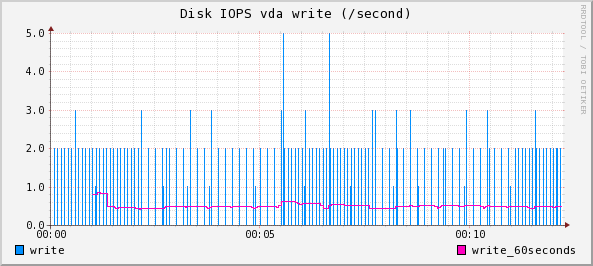 Disk IOPS vda write (/second)
RRDTOOL / TOBI OETIKER
5.0
4.0
3.0
2.0
1.0
0.0
00:00 00:05 00:10
write write_60seconds